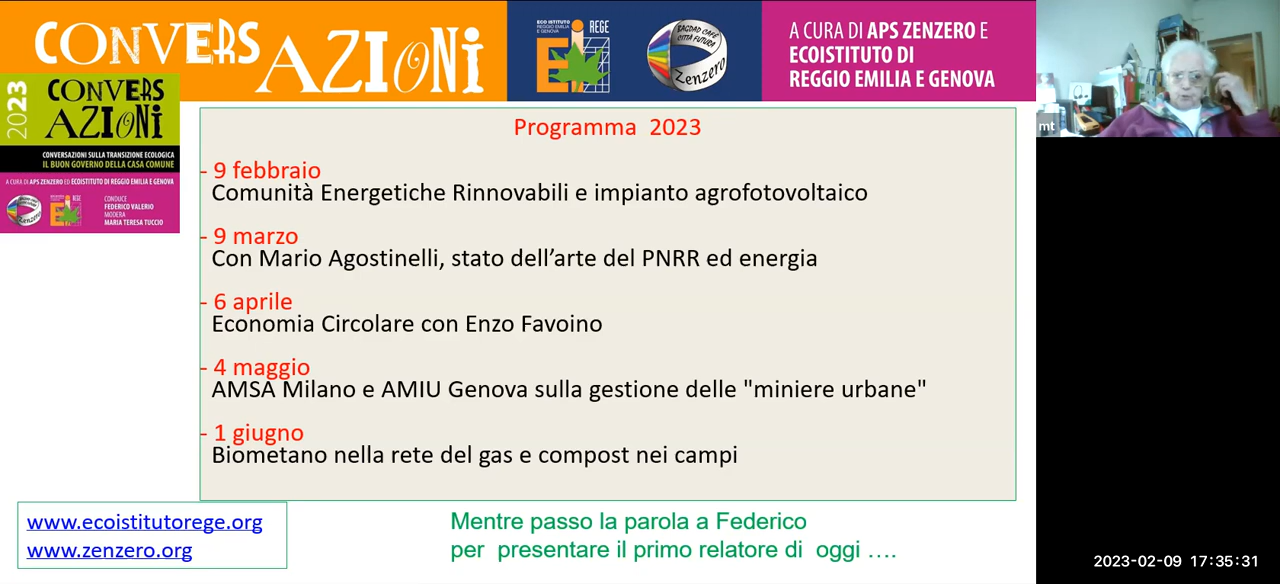 CONVERSAZIONI
ECO ISTITUTO
REGGIO EMILIA E GENOVA
REGE
BAGDAD CAFÈ
CITTÀ FUTURA
Zenzero
A CURA DI APS ZENZERO E
ECOISTITUTO DI
REGGIO EMILIA E GENOVA
mt
2023
CONVERS
AZIONI
CONVERSAZIONI SULLA TRANSIZIONE ECOLOGICA
IL BUON GOVERNO DELLA CASA COMUNE
A CURA DI APS ZENZERO ED ECOISTITUTO DI REGGIO EMILIA E GENOVA
Zenzero
CONDUCE
FEDERICO VALERIO
MODERA
MARIA TERESA TUCCIO
Programma 2023
- 9 febbraio
Comunità Energetiche Rinnovabili e impianto agrofotovoltaico
- 9 marzo
Con Mario Agostinelli, stato dell’arte del PNRR ed energia
- 6 aprile
Economia Circolare con Enzo Favoino
- 4 maggio
AMSA Milano e AMIU Genova sulla gestione delle "miniere urbane"
- 1 giugno
Biometano nella rete del gas e compost nei campi
www.ecoistitutorege.org
www.zenzero.org
Mentre passo la parola a Federico
per presentare il primo relatore di oggi ….
2023-02-09 17:35:31